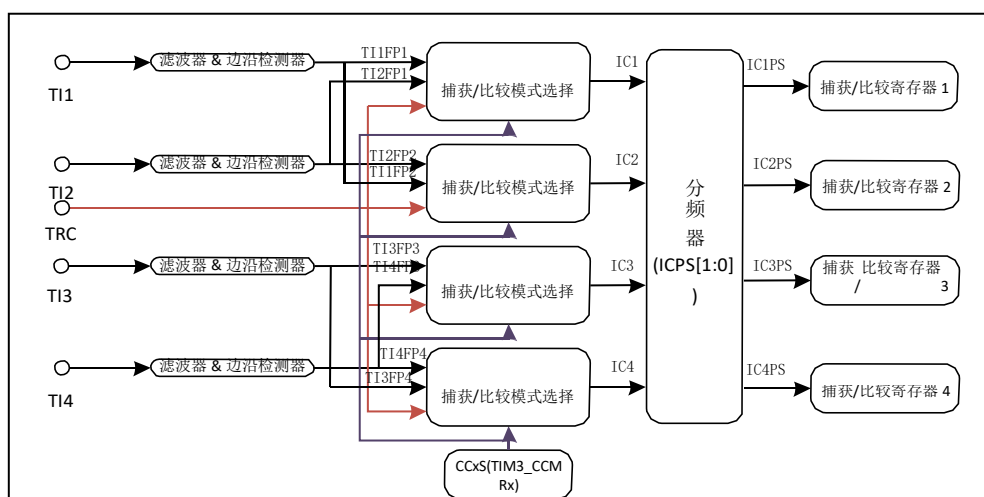 TI1
滤波器 & 边沿检测器
TI1FP1
TI2FP1
捕获/比较模式选择
IC1
IC1PS
捕获/比较寄存器 1
TI2
滤波器 & 边沿检测器
TI2FP2
TI1FP2
捕获/比较模式选择
IC2
IC2PS
捕获/比较寄存器 2
TRC
分
频
器
(ICPS[1:0]
)
TI3
滤波器 & 边沿检测器
TI3FP3
捕获/比较模式选择
IC3
IC3PS
捕获 比较寄存器
/ 3
TI4
滤波器 & 边沿检测器
TI4FP4
TI3FP4
捕获/比较模式选择
IC4
IC4PS
捕获/比较寄存器 4
CCxS(TIM3_CCM
Rx)